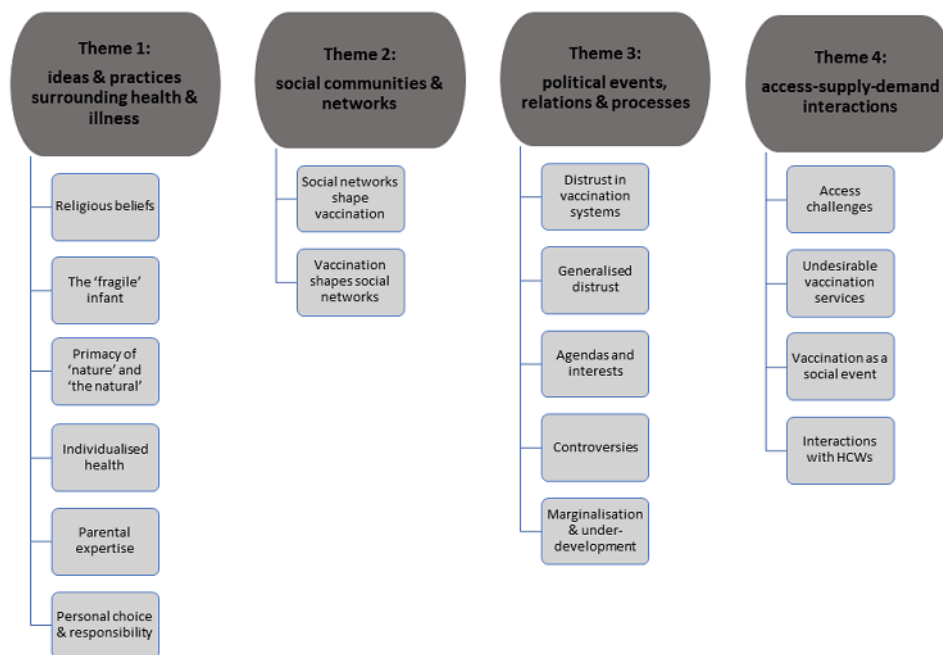 Theme 1:
ideas & practices
surrounding health &
illness
Religious beliefs
The ‘fragile’
infant
Primacy of
‘nature’ and
‘the natural’
Individualised
health
Parental
expertise
Personal choice
& responsibility
Theme 2:
social communities &
networks
Social networks
shape
vaccination
Vaccination
shapes social
networks
Theme 3:
political events,
relations & processes
Distrust in
vaccination
systems
Generalised
distrust
Agendas and
interests
Controversies
Marginalisation
& under-
development
Theme 4:
access-supply-demand
interactions
Access
challenges
Undesirable
vaccination
services
Vaccination as a
social event
Interactions
with HCWs